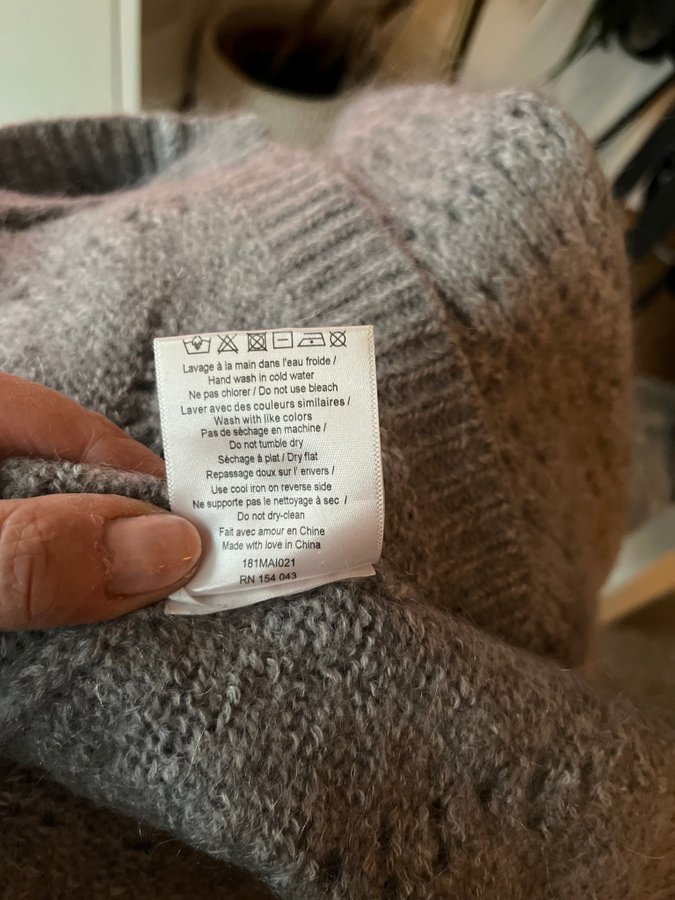 Lavage à la main dans l'eau froide /
Hand wash in cold water
Ne pas chlorer / Do not use bleach
Laver avec des couleurs similaires /
Wash with like colors
Pas de séchage en machine /
Do not tumble dry
Séchage à plat / Dry flat
Repassage doux sur l' envers /
Use cool iron on reverse side
Ne supporte pas le nettoyage à sec /
Do not dry-clean
Fait avec amour en Chine
Made with love in China
181MAI021
RN 154 043